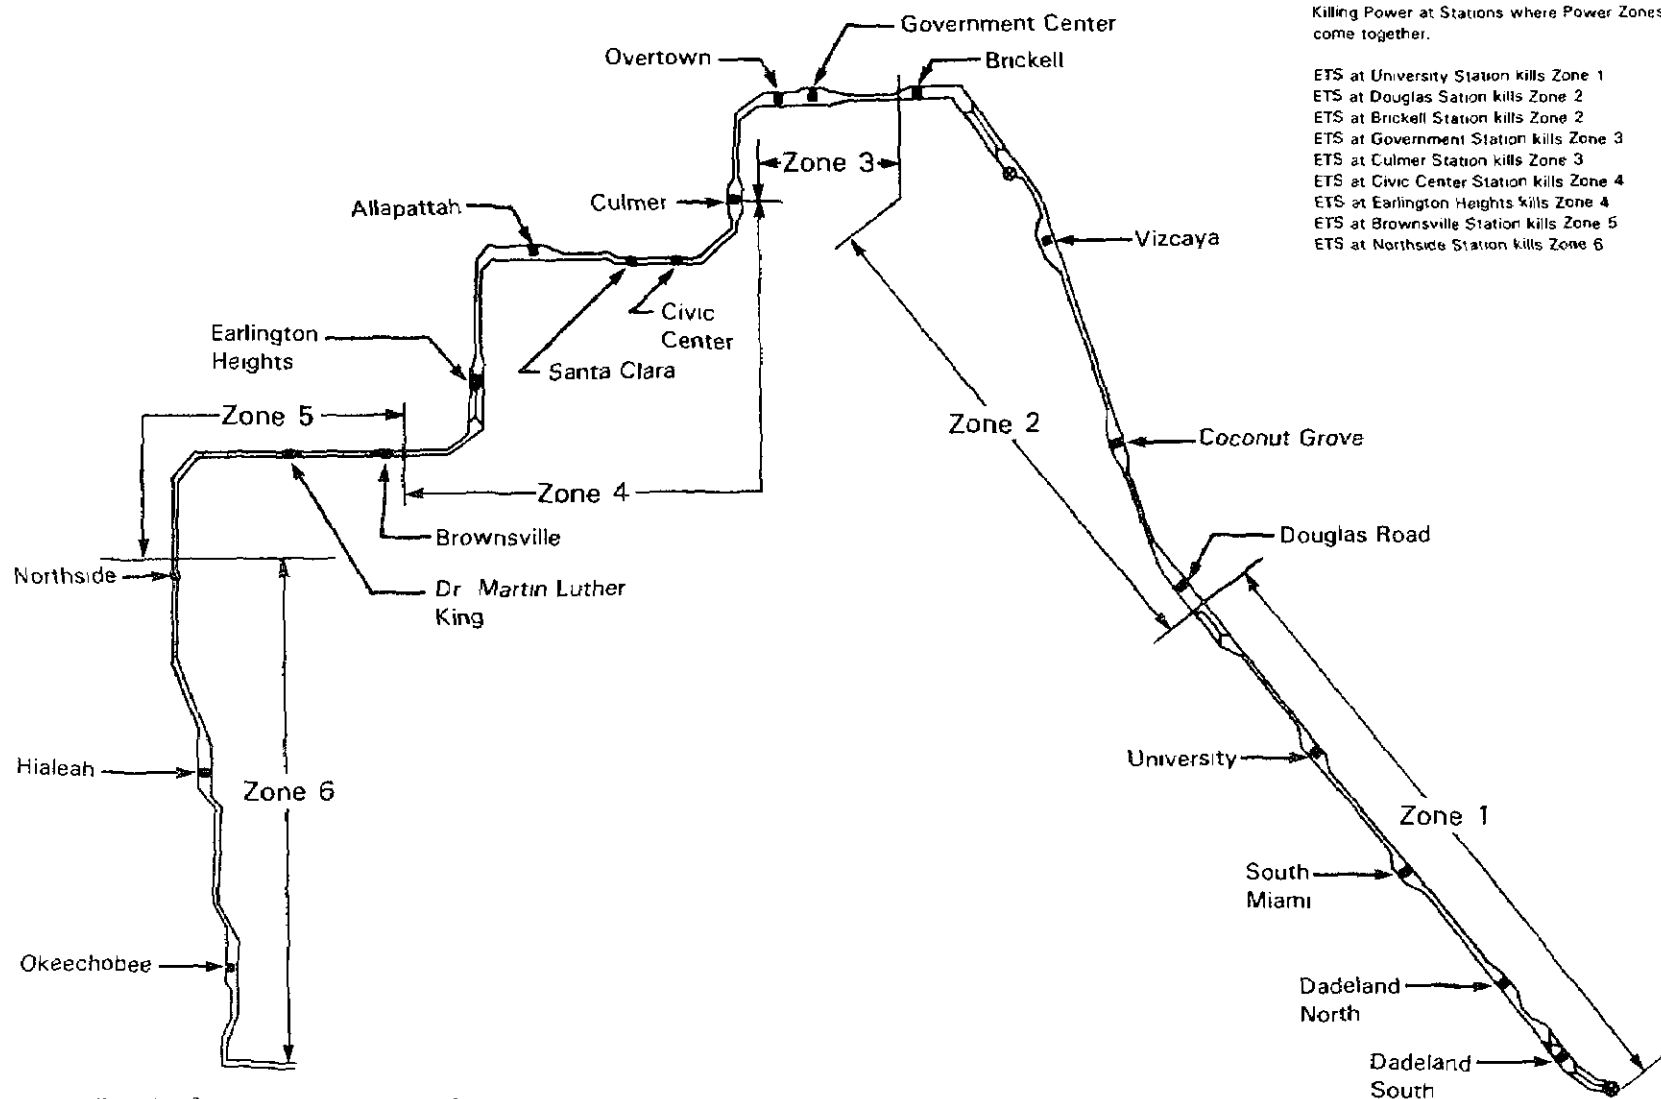 Killing Power at Stations where Power Zones
come together.
ETS at University Station kills Zone 1
ETS at Douglas Sation kills Zone 2
ETS at Brickell Station kills Zone 2
ETS at Government Station kills Zone 3
ETS at Culmer Station kills Zone 3
ETS at Civic Center Station kills Zone 4
ETS at Earlington Heights kills Zone 4
ETS at Brownsville Station kills Zone 5
ETS at Northside Station kills Zone 6
Government Center
Overtown
Brickell
Zone 3
Culmer
Allapattah
Vizcaya
Civic
Center
Santa Clara
Earlington
Heights
Zone 5
Zone 2
Coconut Grove
Zone 4
Brownsville
Douglas Road
Northside
Dr Martin Luther
King
University
Hialeah
Zone 6
Zone 1
South
Miami
Okeechobee
Dadeland
North
Dadeland
South